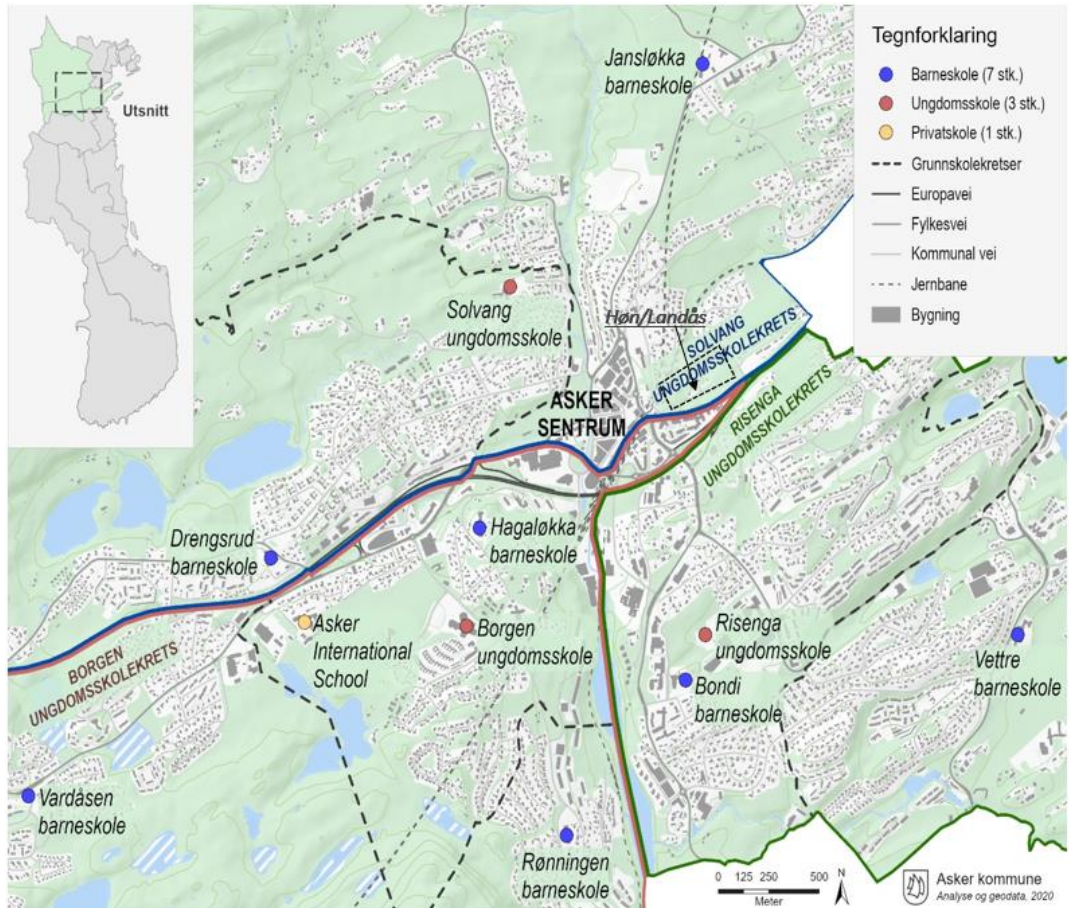 Utsnitt
Jansløkka
barneskole
Tegnforklaring
Barneskole (7 stk.)
Ungdomsskole (3 stk.)
Privatskole (1 stk.)
Grunnskolekretser
Europavei
Fylkesvei
Kommunal vei
Jernbane
Bygning
Solvang
ungdomsskole
Høn/Landås
SOLVANG
UNGDOMSSKOLEKRETS
ASKER
SENTRUM
RISENGA
UNGDOMSSKOLEKRETS
Drengsrud
barneskole
Hagaløkka
barneskole
Asker
International
School
Borgen
ungdomsskole
Risenga
ungdomsskole
Bondi
barneskole
Vettre
barneskole
BORGEN
UNGDOMSSKOLEKRETS
Vardåsen
barneskole
Rønningen
barneskole
0 125 250 500
Meter
N
Asker kommune
Analyse og geodata, 2020